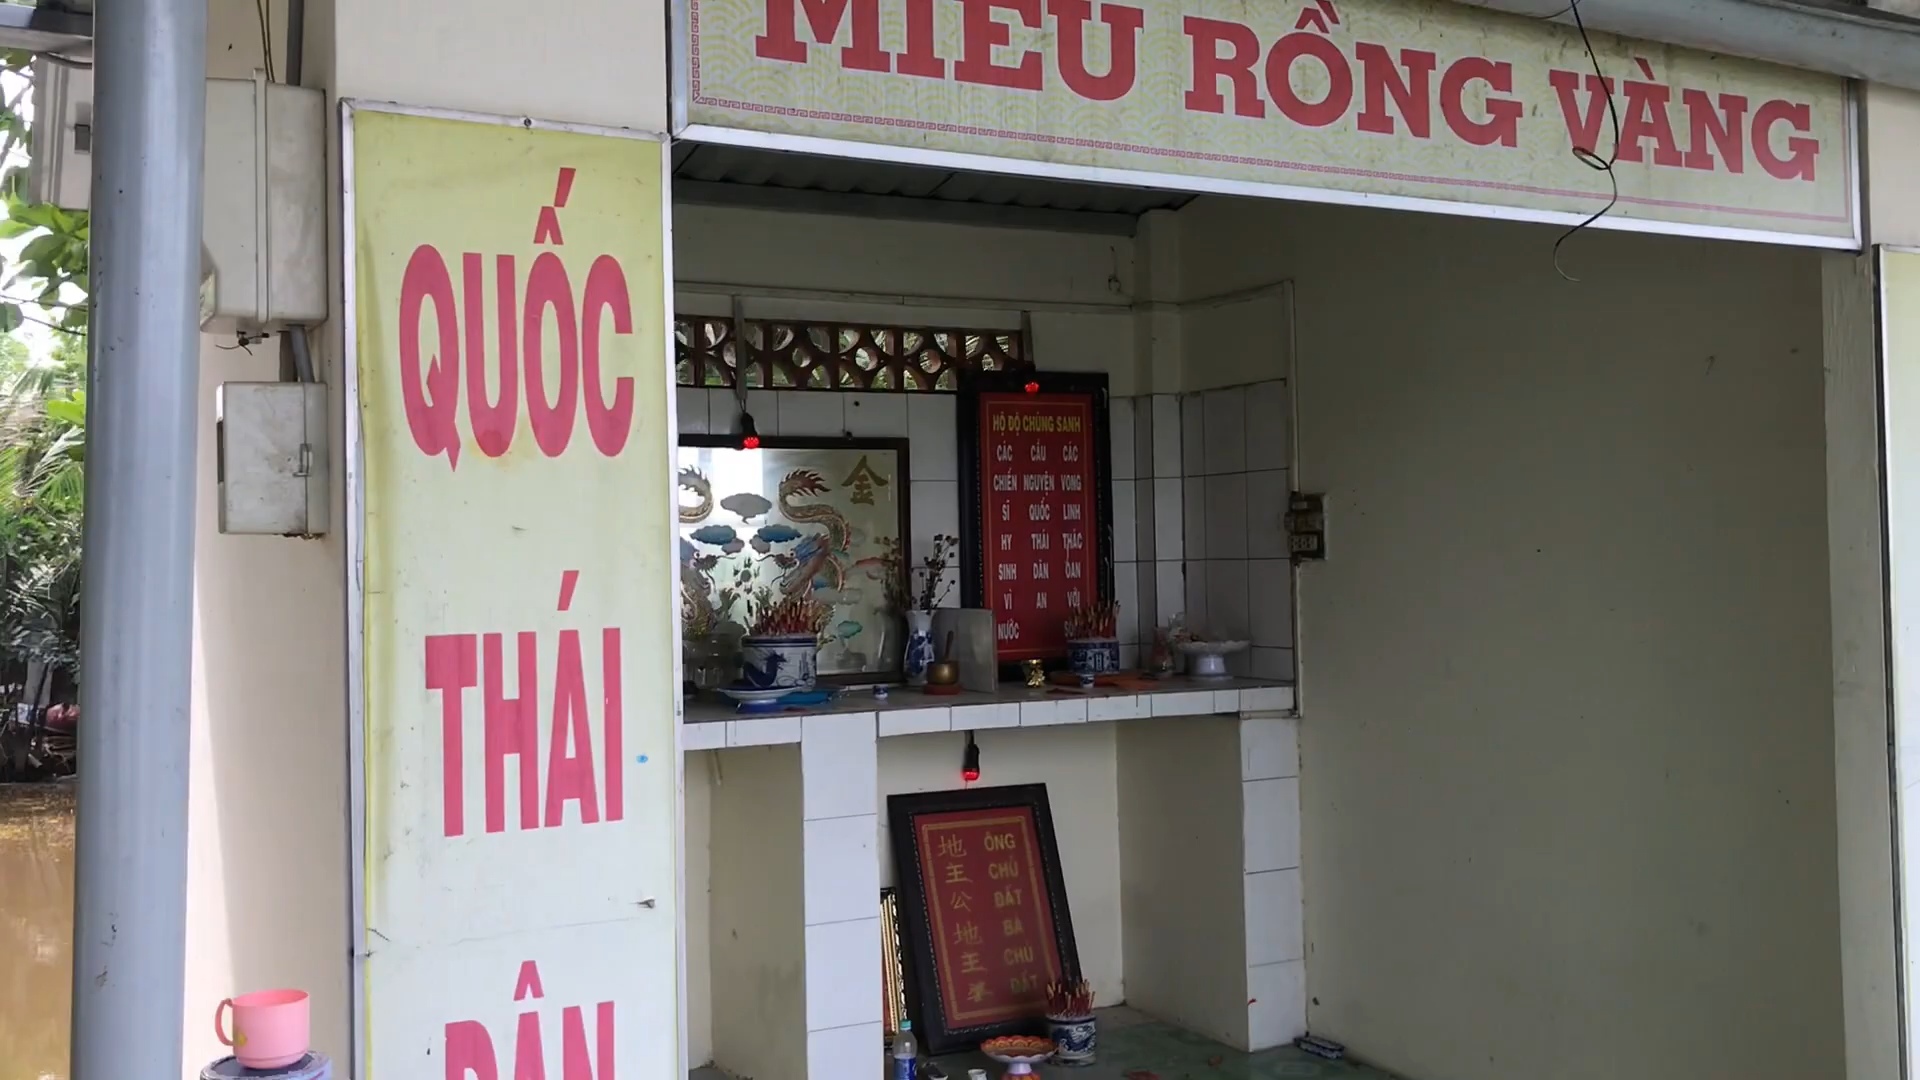 MIẾU RỒNG VÀNG
QUỐC
THÁI
DÂN
金
HỘ ĐỘ CHÚNG SANH
CÁC CẦU CÁC
CHIẾN NGUYỆN VONG
SĨ QUỐC LINH
HY THÁI THÁC
SINH DÂN OAN
VÌ AN VỚI
NƯỚC
地 ÔNG
主 CHỦ
公 ĐẤT
地 BÀ
主 CHỦ
ĐẤT